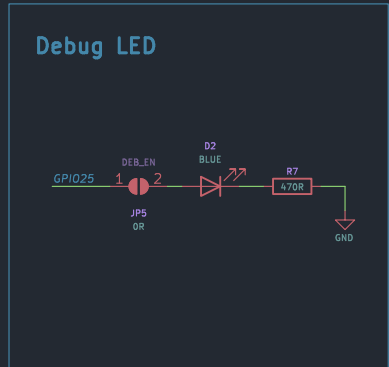 Debug LED
D2
BLUE
DEB_EN
GPIO25
1
2
R7
470R
JP5
0R
GND